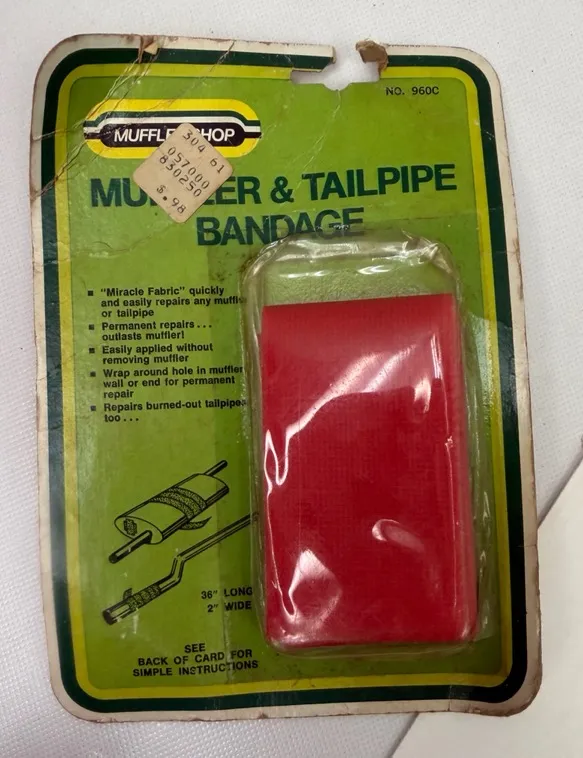 NO. 960C
MUFFLER SHOP
304 61
057000
830250
$.98
MUFFLER & TAILPIPE
BANDAGE
▪ "Miracle Fabric" quickly
and easily repairs any muffler
or tailpipe
▪ Permanent repairs...
outlasts muffler!
▪ Easily applied without
removing muffler
▪ Wrap around hole in muffler
wall or end for permanent
repair
▪ Repairs burned-out tailpipes
too...
36" LONG
2" WIDE
SEE
BACK OF CARD FOR
SIMPLE INSTRUCTIONS